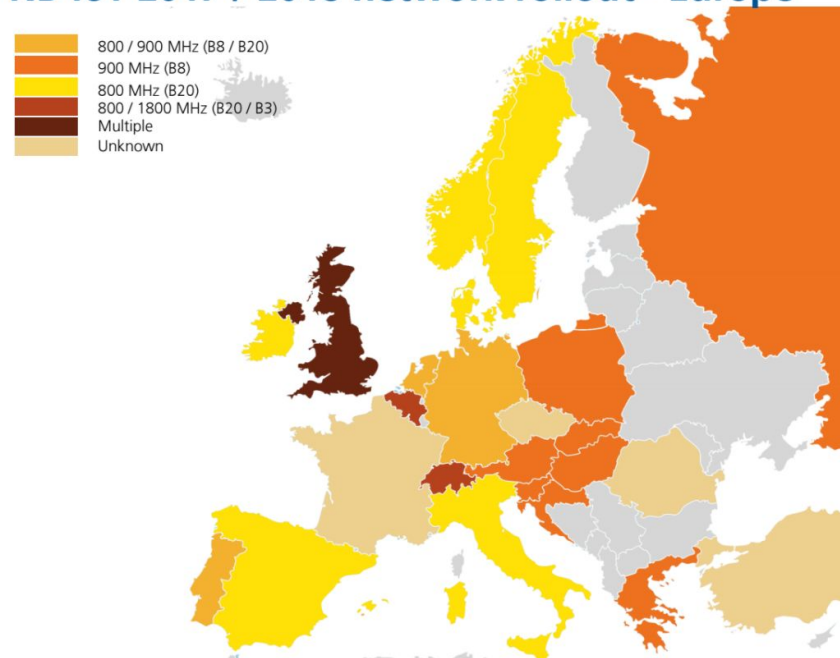 800 / 900 MHz (B8 / B20)
900 MHz (B8)
800 MHz (B20)
800 / 1800 MHz (B20 / B3)
Multiple
Unknown